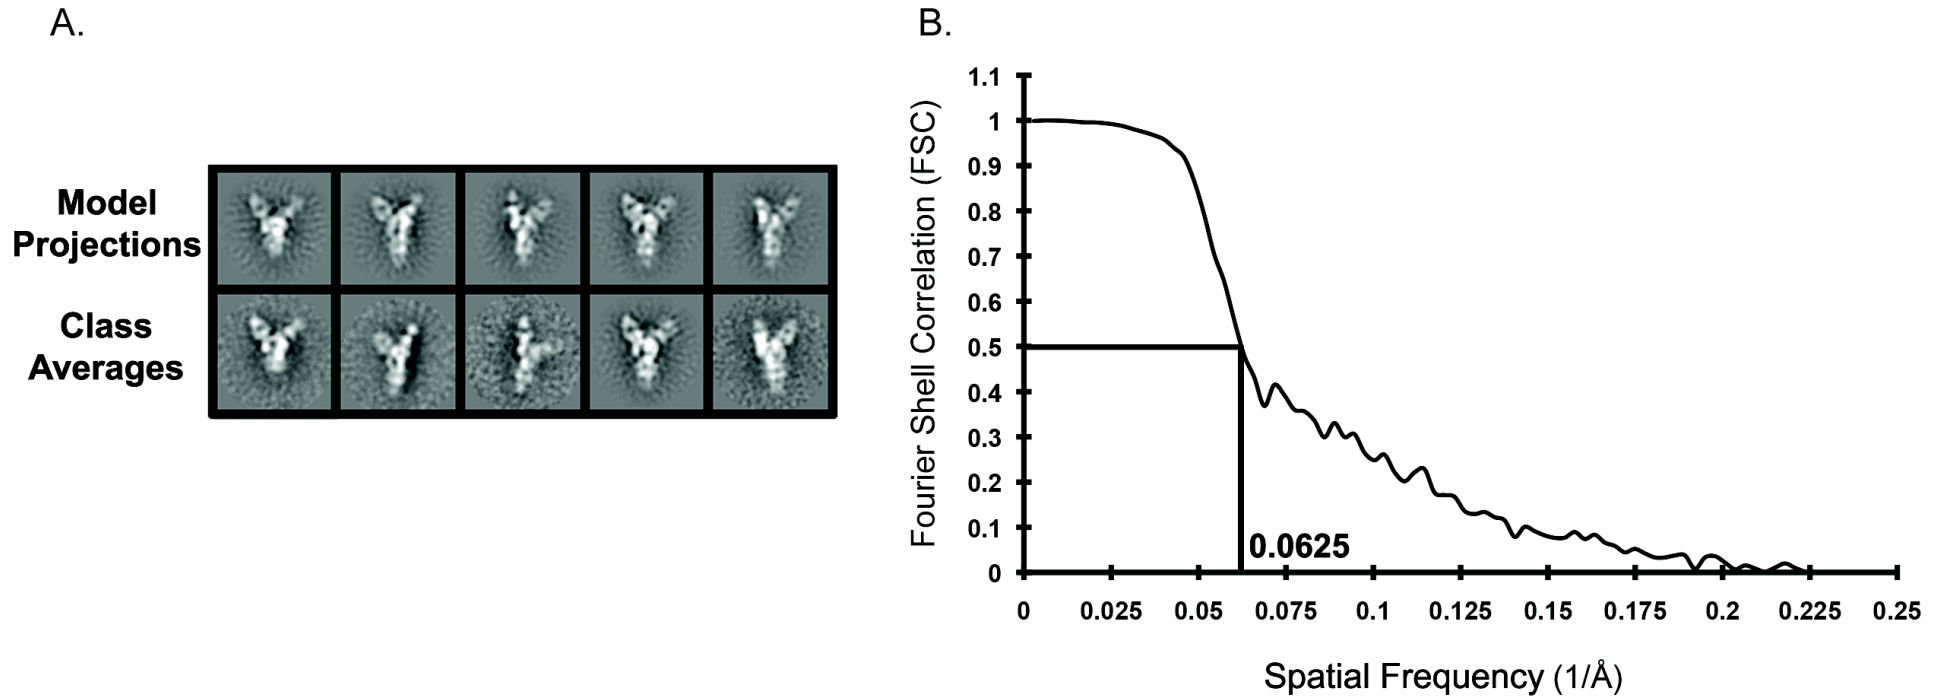 A.
Model
Projections
Class
Averages
B.
Fourier Shell Correlation (FSC)
1.1
1
0.9
0.8
0.7
0.6
0.5
0.4
0.3
0.2
0.1
0
0.0625
0 0.025 0.05 0.075 0.1 0.125 0.15 0.175 0.2 0.225 0.25
Spatial Frequency (1/Å)